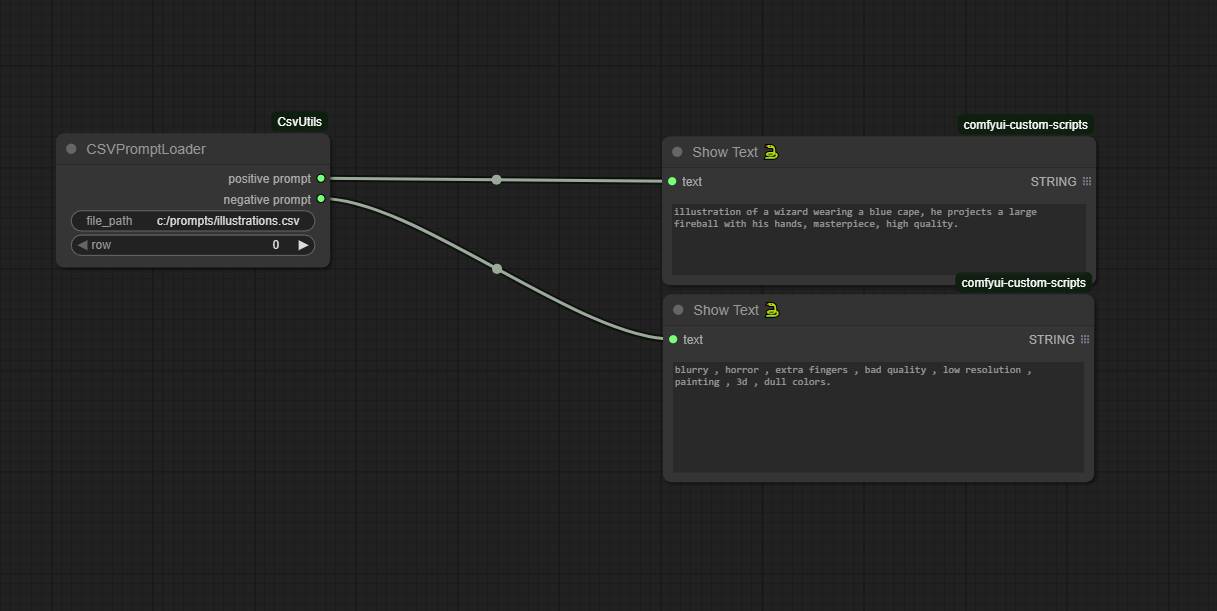 CsvUtils
CSVPromptLoader
positive prompt
negative prompt
file_path c:/prompts/illustrations.csv
row 0
comfyui-custom-scripts
Show Text
text STRING
illustration of a wizard wearing a blue cape, he projects a large
fireball with his hands, masterpiece, high quality.
comfyui-custom-scripts
Show Text
text STRING
blurry , horror , extra fingers , bad quality , low resolution ,
painting , 3d , dull colors.